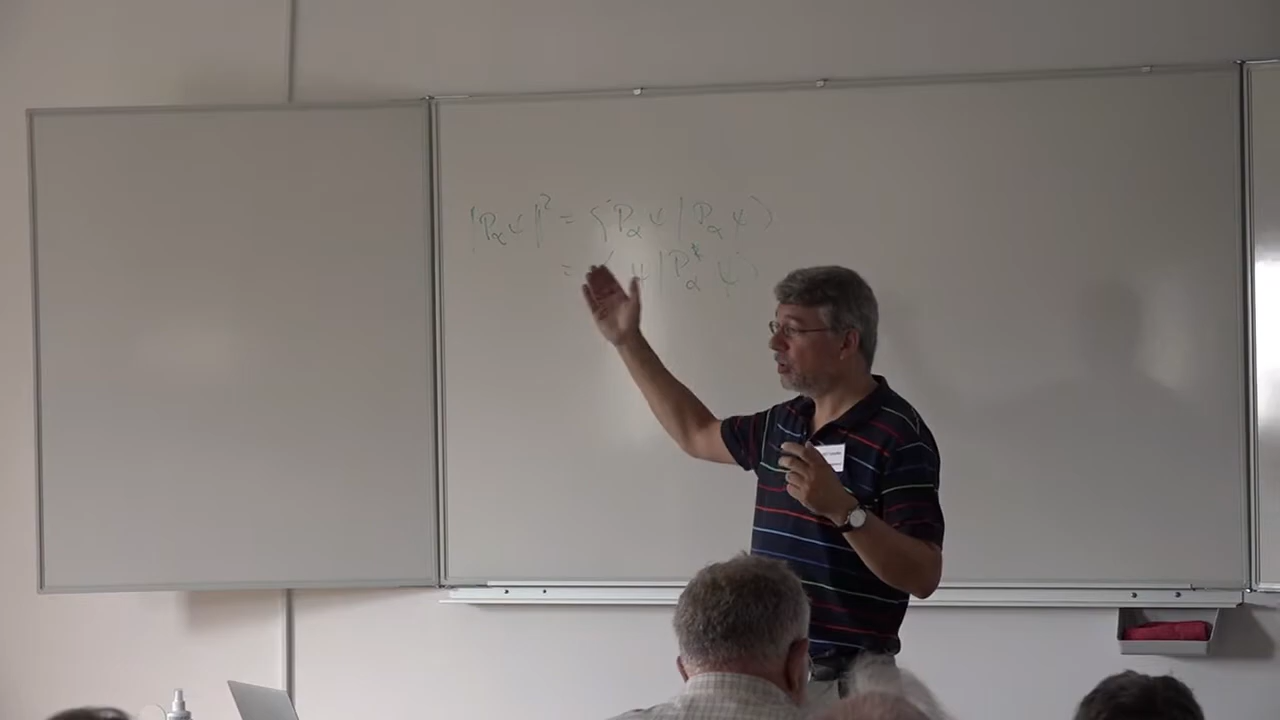 |P_α ψ|² = ⟨P_α ψ | P_α ψ⟩
= ⟨ ψ | P_α^* ψ⟩